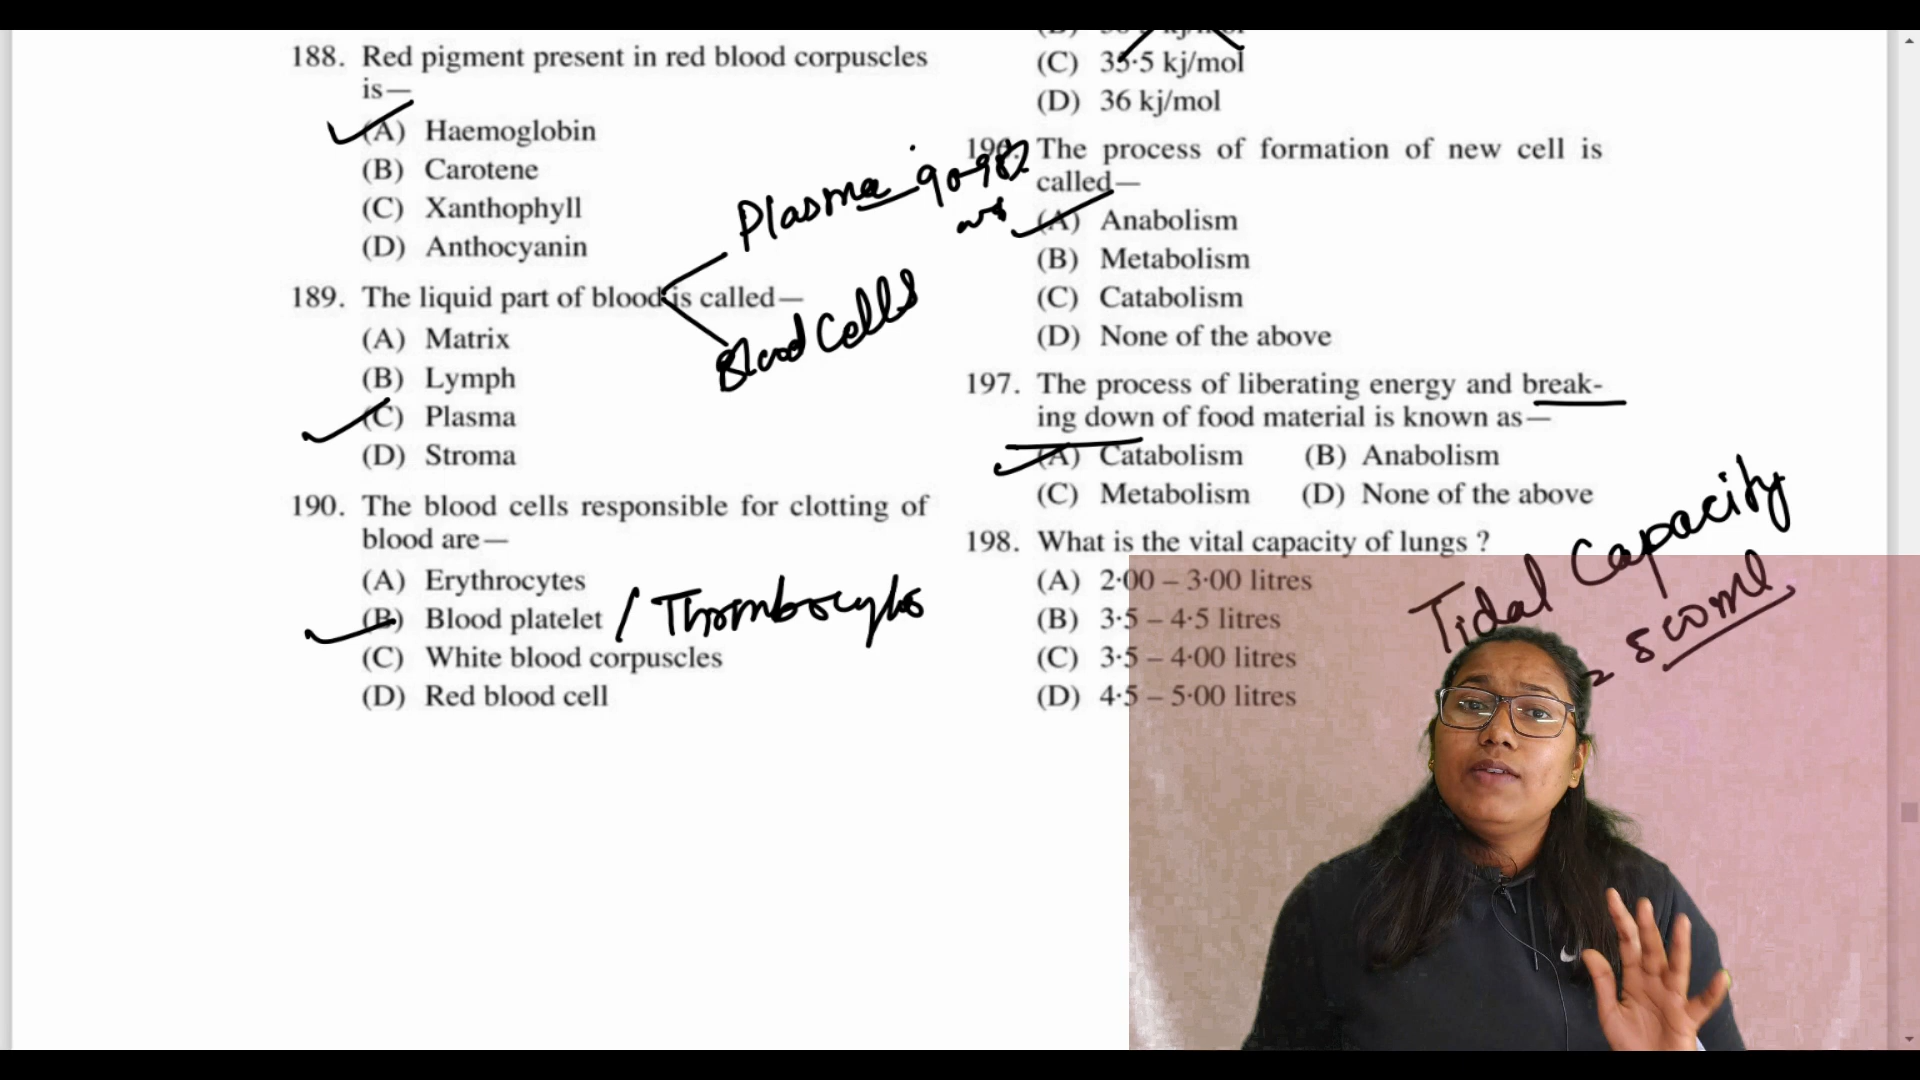 188. Red pigment present in red blood corpuscles
is—
(A) Haemoglobin
(B) Carotene
(C) Xanthophyll
(D) Anthocyanin
189. The liquid part of blood is called—
(A) Matrix
(B) Lymph
(C) Plasma
(D) Stroma
Plasma
Blood Cells
190. The blood cells responsible for clotting of
blood are—
(A) Erythrocytes
(B) Blood platelet / Thrombocytes
(C) White blood corpuscles
(D) Red blood cell
(C) 35·5 kj/mol
(D) 36 kj/mol
196. The process of formation of new cell is
called—
(A) Anabolism
(B) Metabolism
(C) Catabolism
(D) None of the above
197. The process of liberating energy and break-
ing down of food material is known as—
(A) Catabolism (B) Anabolism
(C) Metabolism (D) None of the above
198. What is the vital capacity of lungs ?
(A) 2·00 – 3·00 litres
(B) 3·5 – 4·5 litres
(C) 3·5 – 4·00 litres
(D) 4·5 – 5·00 litres
Tidal Capacity
500ml